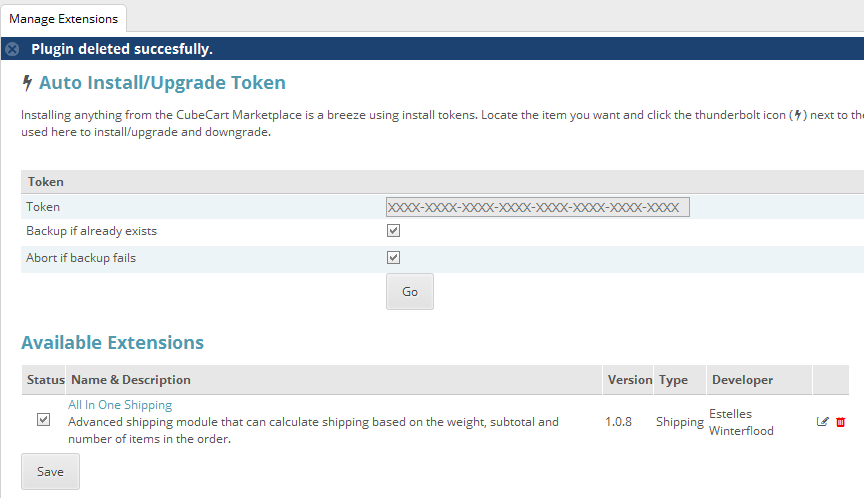 Manage Extensions
Plugin deleted succesfully.
Auto Install/Upgrade Token
Installing anything from the CubeCart Marketplace is a breeze using install tokens. Locate the item you want and click the thunderbolt icon ( ) next to the
used here to install/upgrade and downgrade.
Token
Token XXXX-XXXX-XXXX-XXXX-XXXX-XXXX-XXXX-XXXX
Backup if already exists
Abort if backup fails
Go
Available Extensions
Status Name & Description Version Type Developer
All In One Shipping
Advanced shipping module that can calculate shipping based on the weight, subtotal and
number of items in the order.
1.0.8 Shipping
Estelles
Winterflood
Save